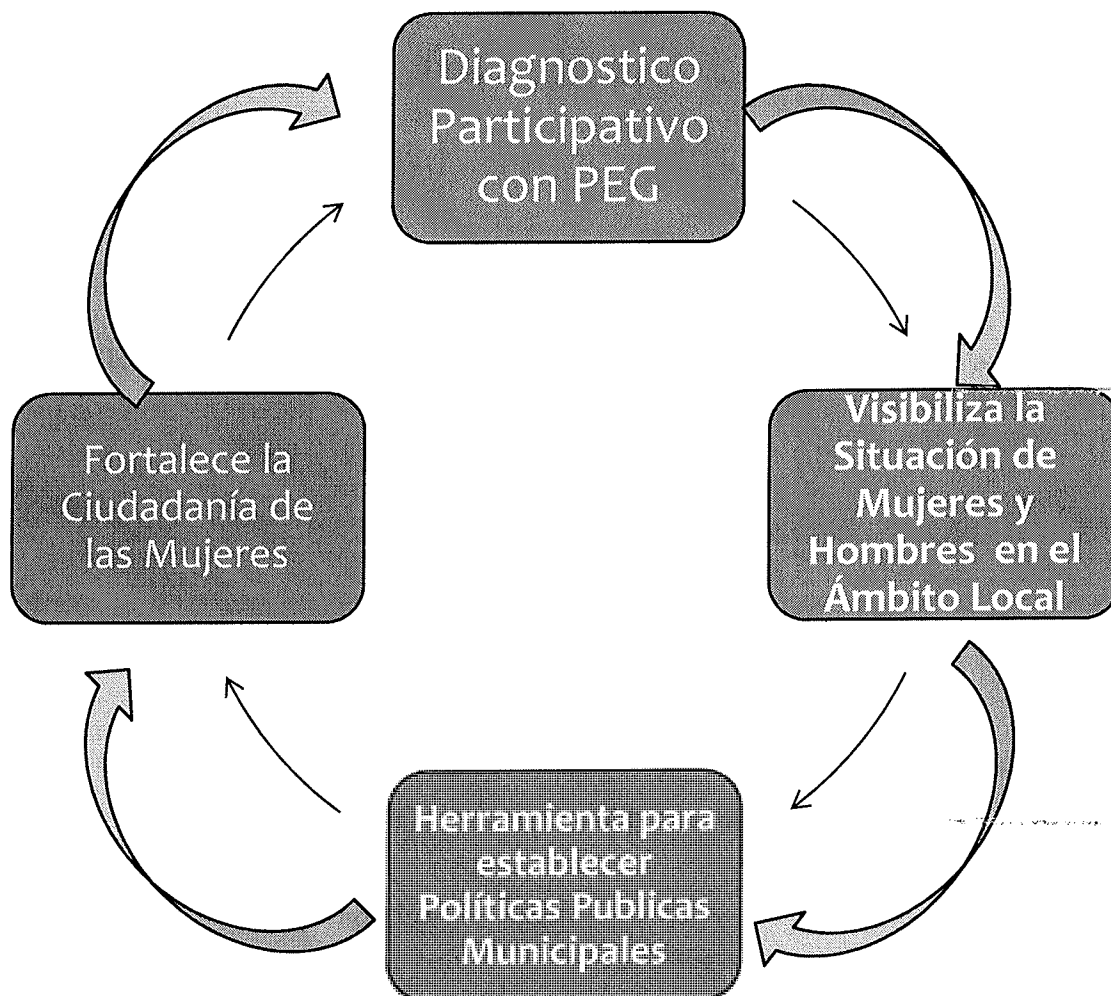 Diagnostico
Participativo
con PEG
Visibiliza la
Situación de
Mujeres y
Hombres en el
Ámbito Local
Herramienta para
establecer
Políticas Publicas
Municipales
Fortalece la
Ciudadanía de
las Mujeres